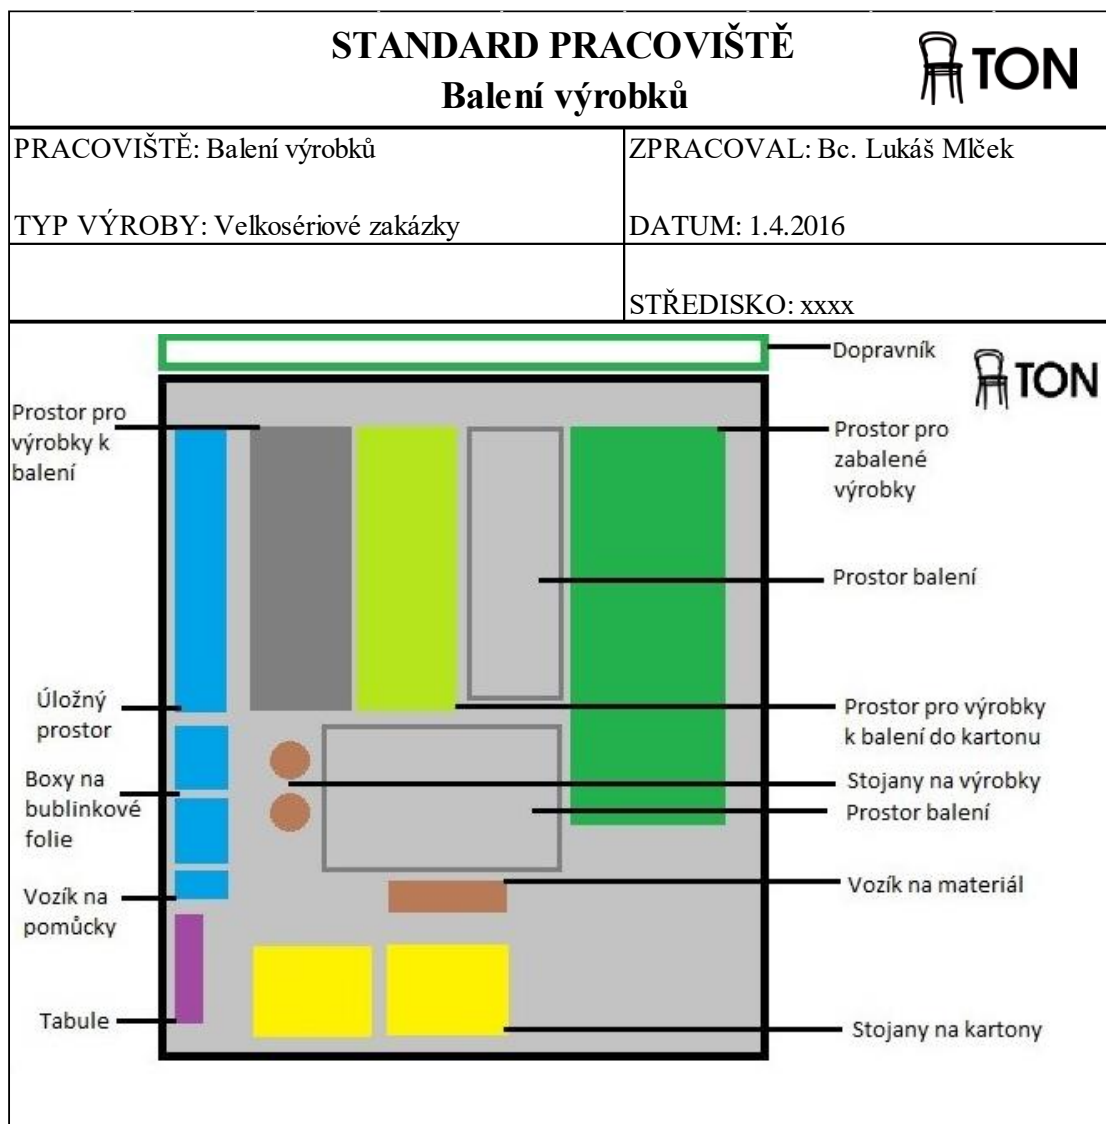 STANDARD PRACOVIŠTĚ
Balení výrobků
TON
PRACOVIŠTĚ: Balení výrobků
ZPRACOVAL: Bc. Lukáš Mlček
TYP VÝROBY: Velkosériové zakázky
DATUM: 1.4.2016
STŘEDISKO: xxxx
Dopravník
TON
Prostor pro
výrobky k
balení
Prostor pro
zabalené
výrobky
Prostor balení
Úložný
prostor
Prostor pro výrobky
k balení do kartonu
Boxy na
bublinkové
folie
Stojany na výrobky
Prostor balení
Vozík na
pomůcky
Vozík na materiál
Tabule
Stojany na kartony